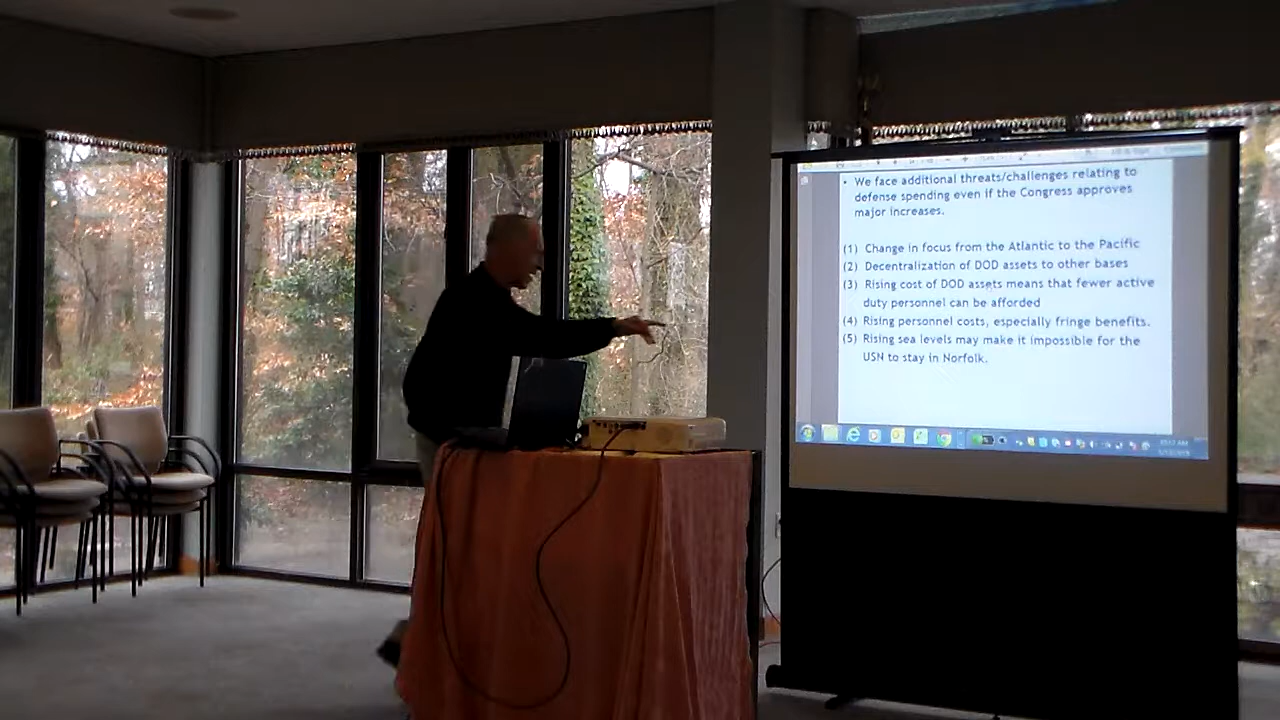 • We face additional threats/challenges relating to
defense spending even if the Congress approves
major increases.
(1) Change in focus from the Atlantic to the Pacific
(2) Decentralization of DOD assets to other bases
(3) Rising cost of DOD assets means that fewer active
duty personnel can be afforded
(4) Rising personnel costs, especially fringe benefits.
(5) Rising sea levels may make it impossible for the
USN to stay in Norfolk.